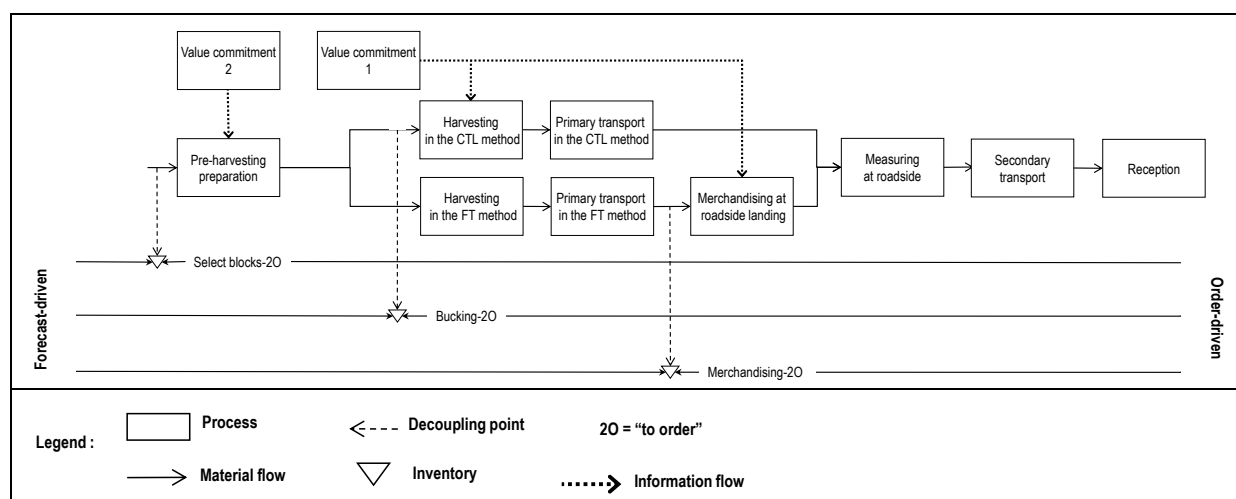 Value commitment
2
Value commitment
1
Harvesting
in the CTL method
Primary transport
in the CTL method
Pre-harvesting
preparation
Measuring
at roadside
Secondary
transport
Reception
Harvesting
in the FT method
Primary transport
in the FT method
Merchandising at
roadside landing
Select blocks-2O
Bucking-2O
Merchandising-2O
Forecast-driven
Order-driven
Legend :
Process
Decoupling point
2O = “to order”
Material flow
Inventory
Information flow